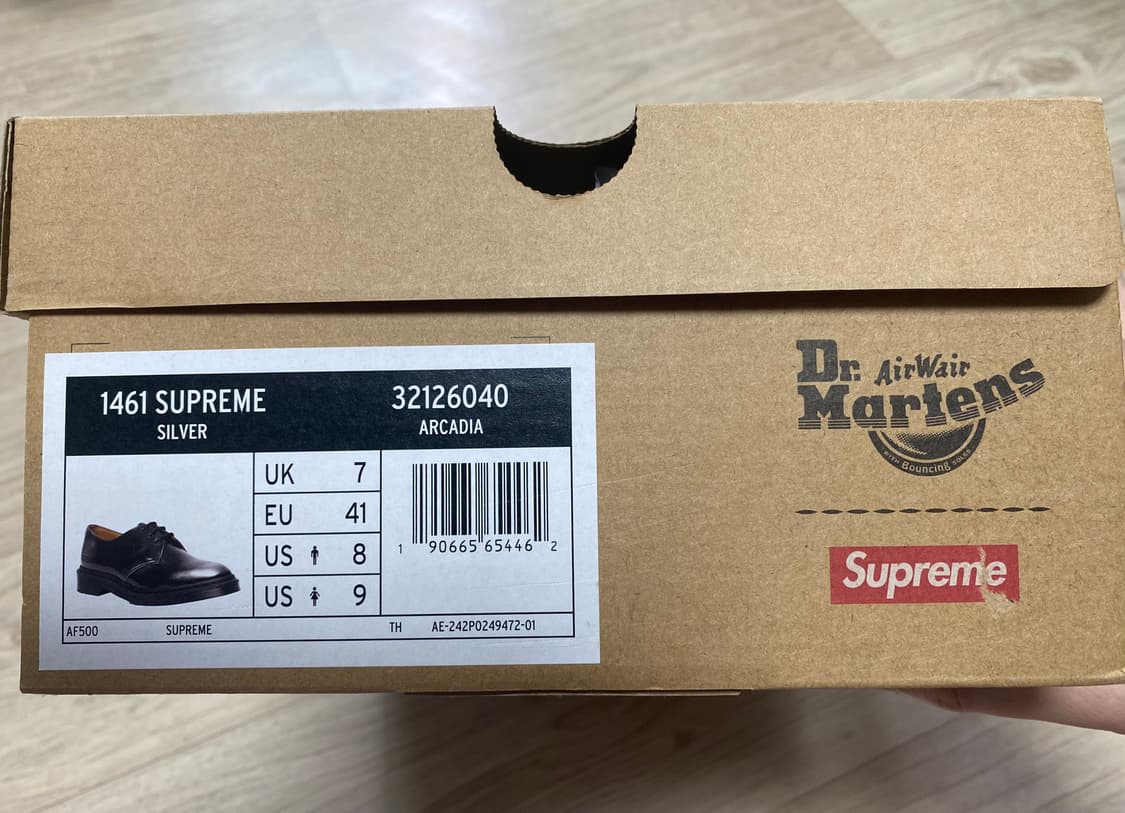 1461 SUPREME 32126040
SILVER ARCADIA
UK 7
EU 41
US 8
US 9
1 90665 65446 2
AF500 SUPREME TH AE-242P0249472-01
Dr. AirWair
Martens
WITH Bouncing SOLES
Supreme